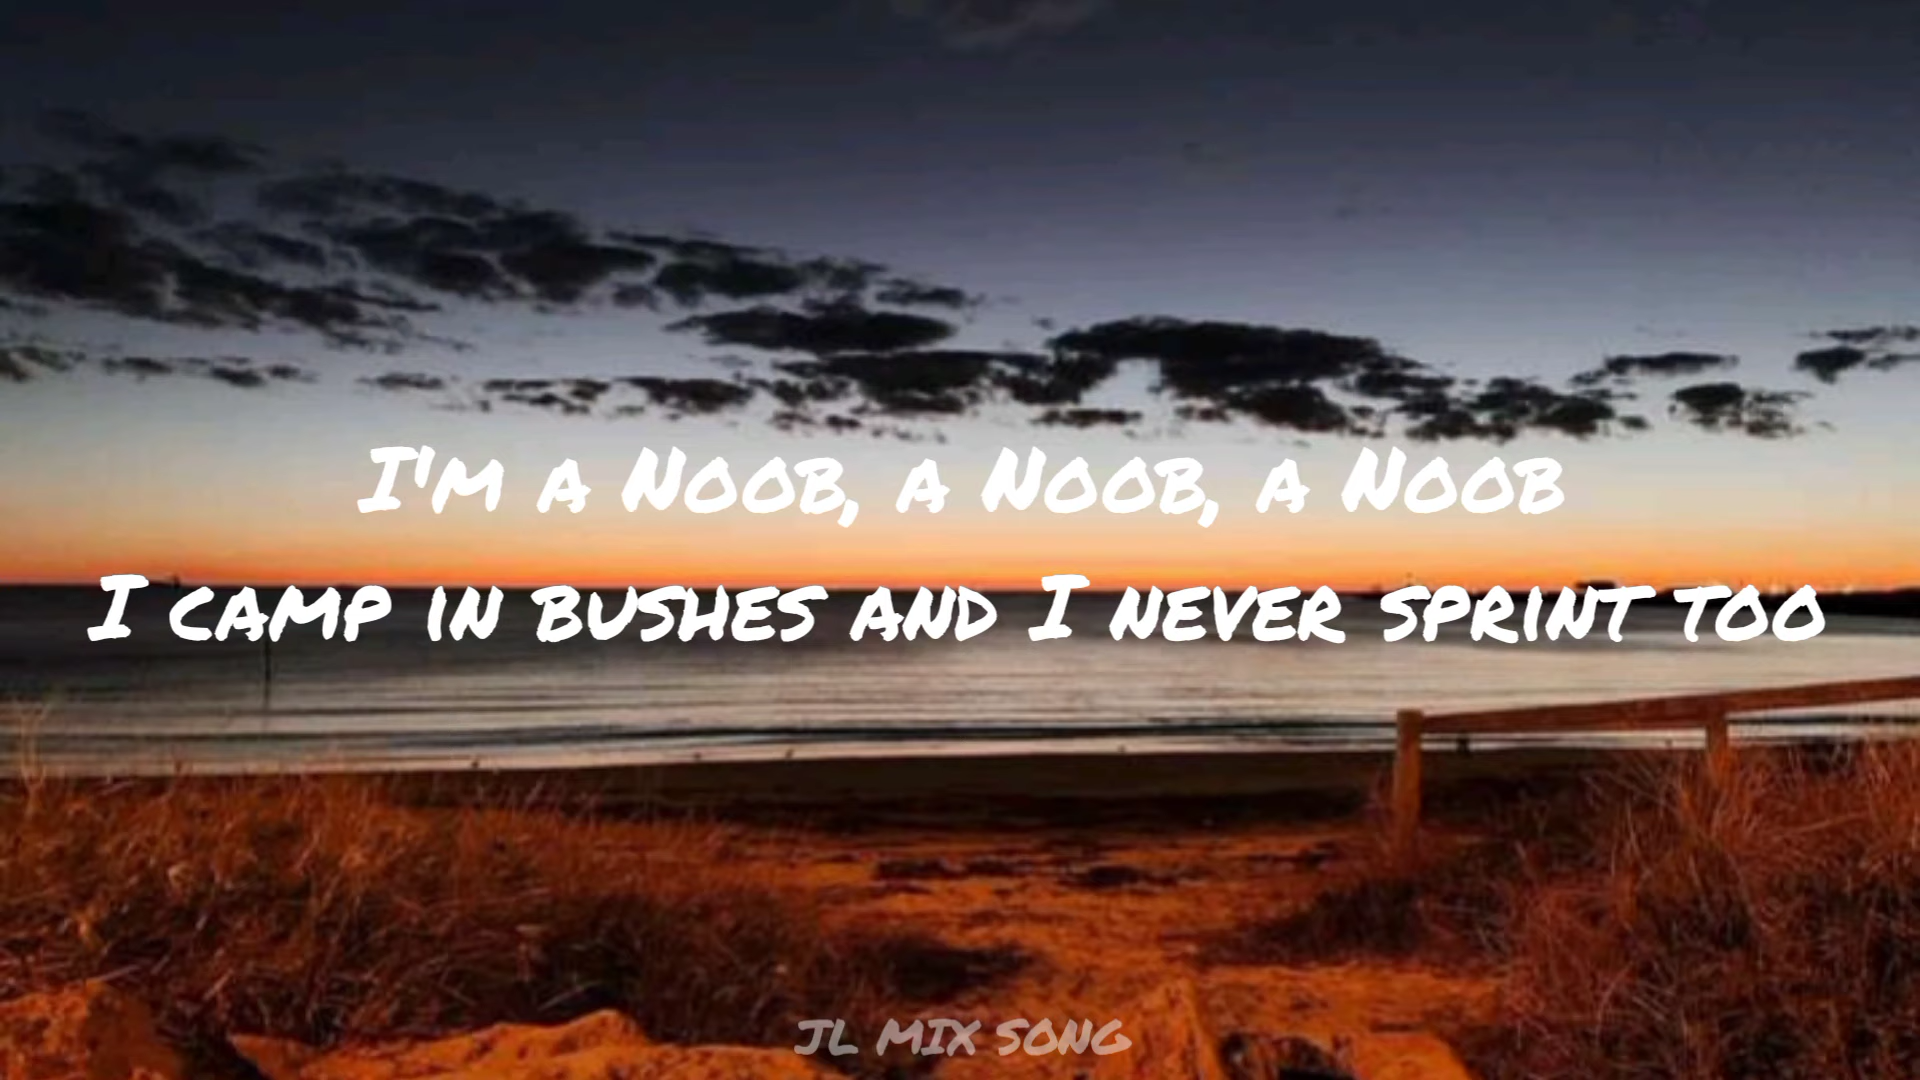 I'm a Noob, a Noob, a Noob
I camp in bushes and I never sprint too
JL MIX SONG